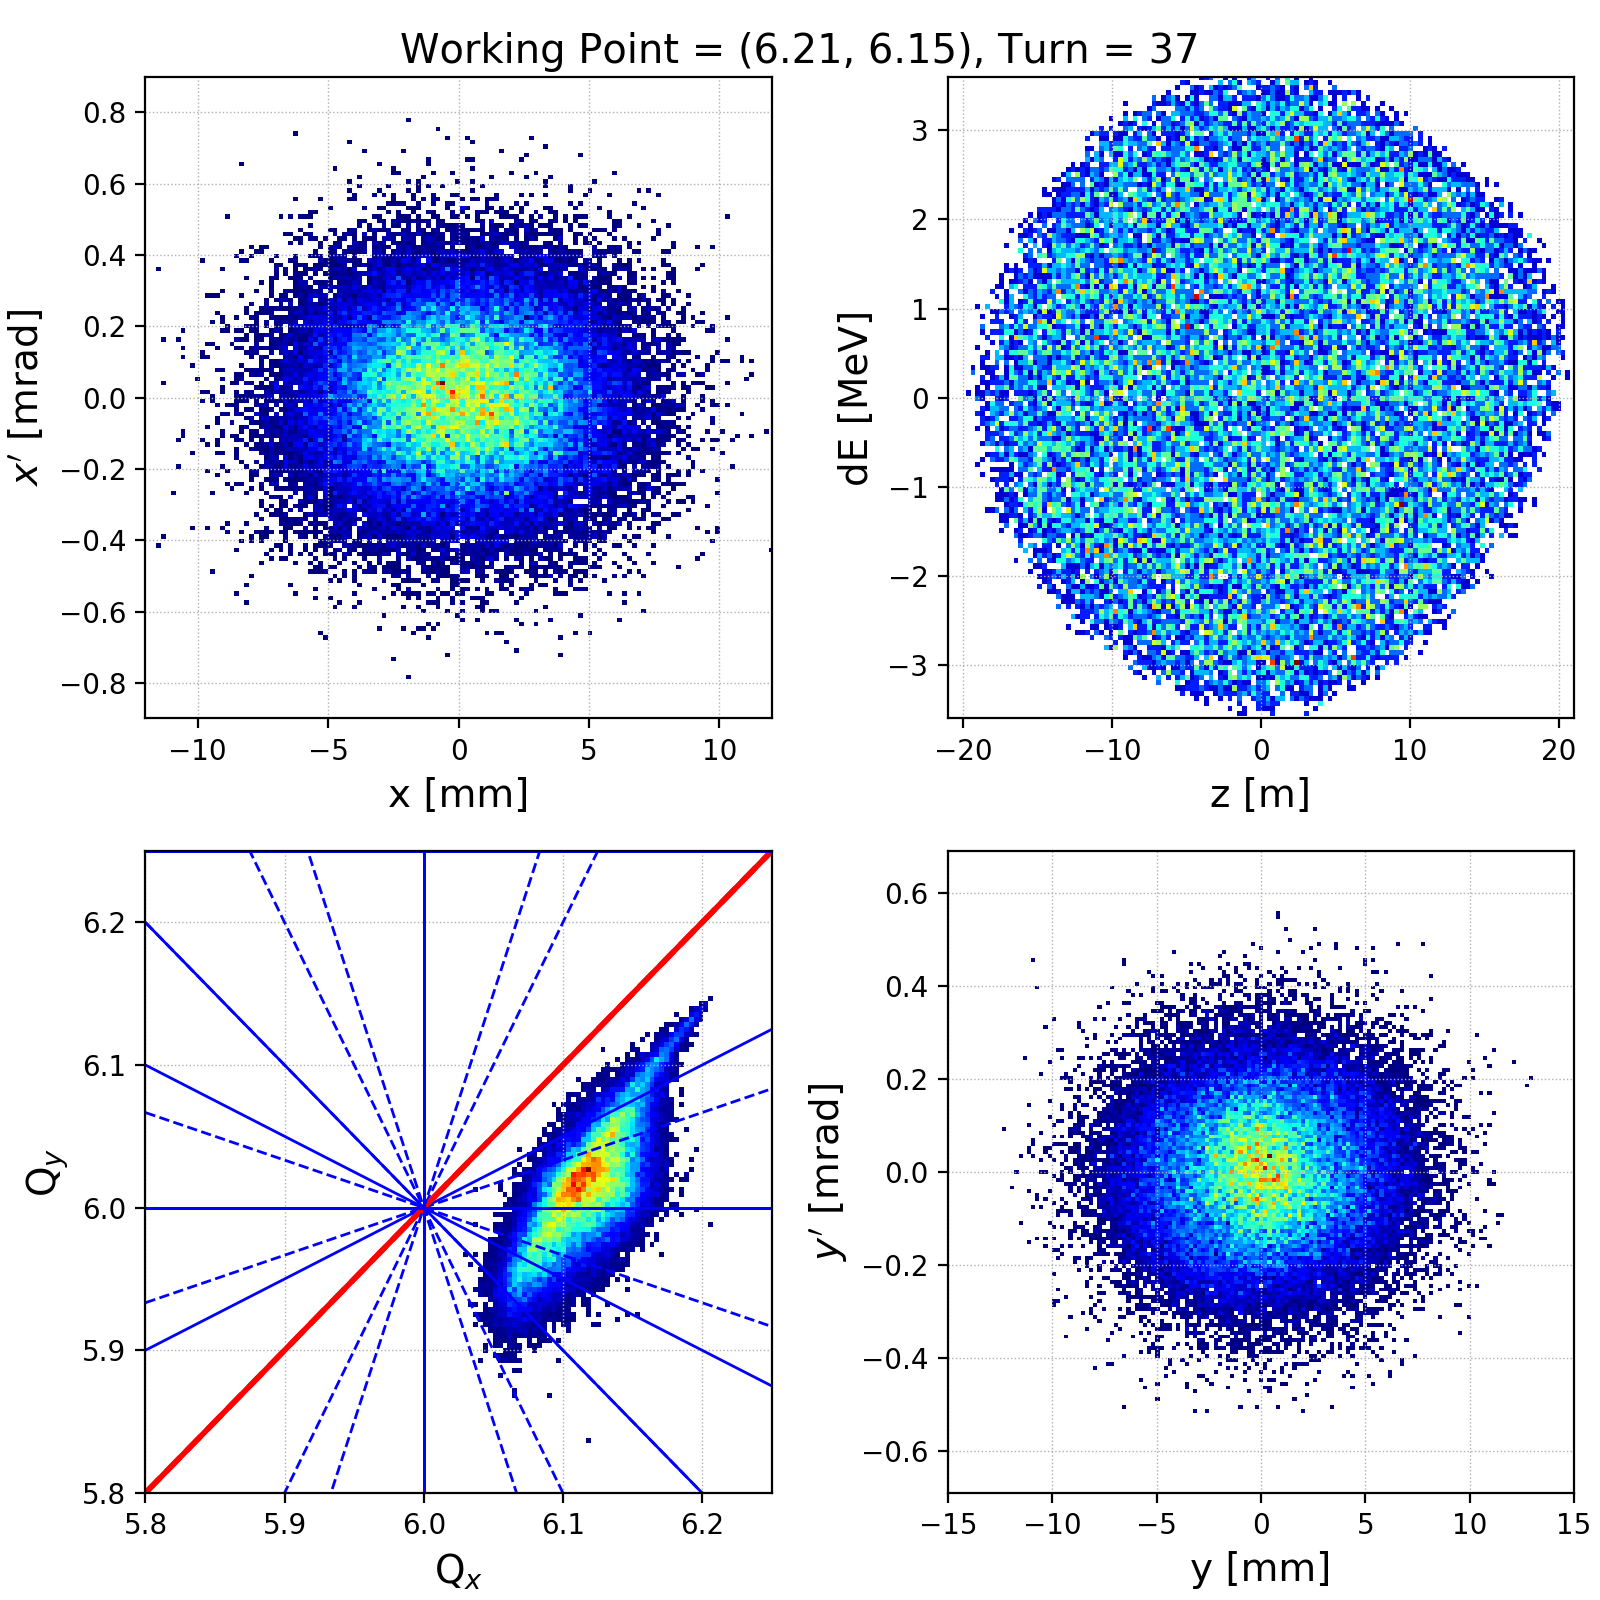 Working Point = (6.21, 6.15), Turn = 37
0.8
0.6
0.4
0.2
0.0
−0.2
−0.4
−0.6
−0.8
x′ [mrad]
−10 −5 0 5 10
x [mm]
3
2
1
0
−1
−2
−3
dE [MeV]
−20 −10 0 10 20
z [m]
6.2
6.1
6.0
5.9
5.8
Qy
5.8 5.9 6.0 6.1 6.2
Qx
0.6
0.4
0.2
0.0
−0.2
−0.4
−0.6
y′ [mrad]
−15 −10 −5 0 5 10 15
y [mm]